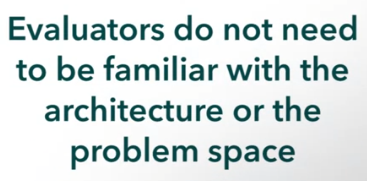 Evaluators do not need
to be familiar with the
architecture or the
problem space